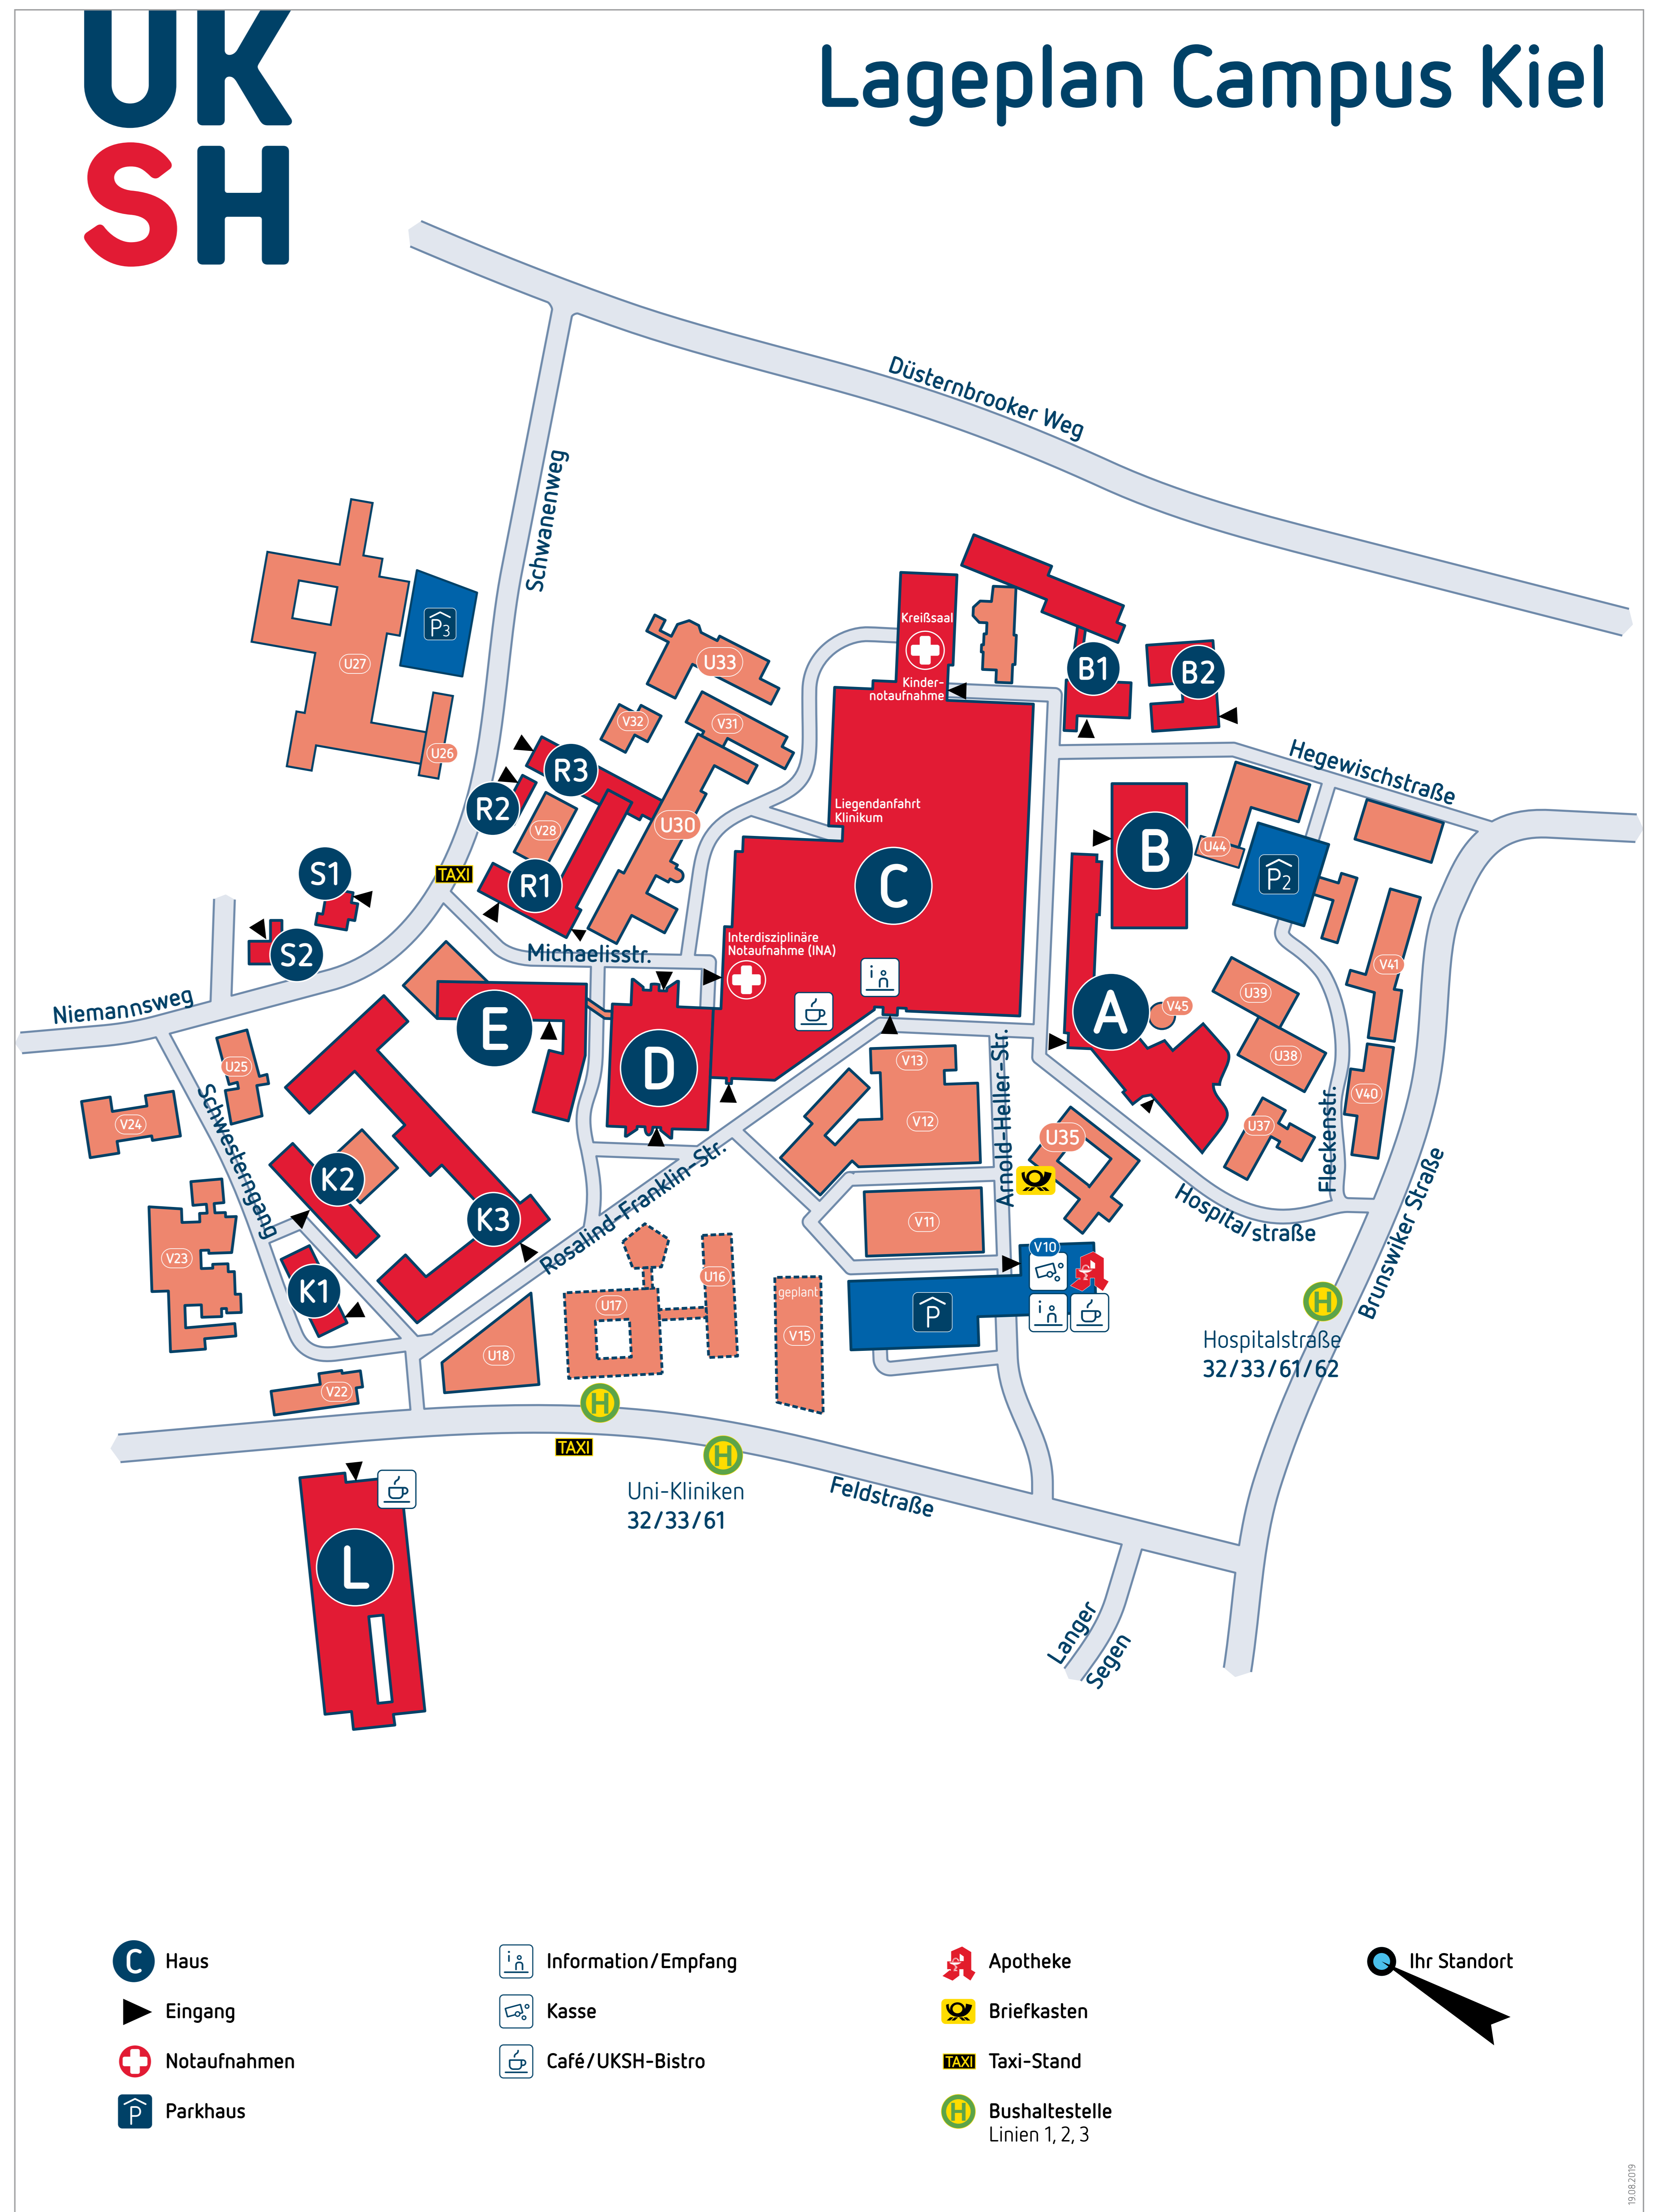 UK
SH
Lageplan Campus Kiel
Düsternbrooker Weg
Schwanenweg
Kreißsaal
Kinder-
notaufnahme
B1
B2
P3
U27
U26
U33
V32
V31
R3
R2
V28
U30
R1
Hegewischstraße
Liegendanfahrt
Klinikum
C
B
U44
P2
TAXI
S1
S2
Michaelisstr.
Interdisziplinäre
Notaufnahme (INA)
i
V41
U39
V45
A
U38
Niemannsweg
E
D
U25
V24
Schwesterngang
V13
V12
Arnold-Heller-Str.
U35
V40
U37
Fleckenstr.
K2
K3
Rosalind-Franklin-Str.
V11
Hospitalstraße
Brunswiker Straße
V23
K1
U17
U16
geplant
V15
V10
P
i
H
Hospitalstraße
32/33/61/62
U18
V22
H
TAXI
H
Uni-Kliniken
32/33/61
Feldstraße
L
Langer
Segen
C Haus
Eingang
Notaufnahmen
P Parkhaus
i Information/Empfang
Kasse
Café/UKSH-Bistro
Apotheke
Briefkasten
TAXI Taxi-Stand
H Bushaltestelle
Linien 1, 2, 3
Ihr Standort
19.08.2019